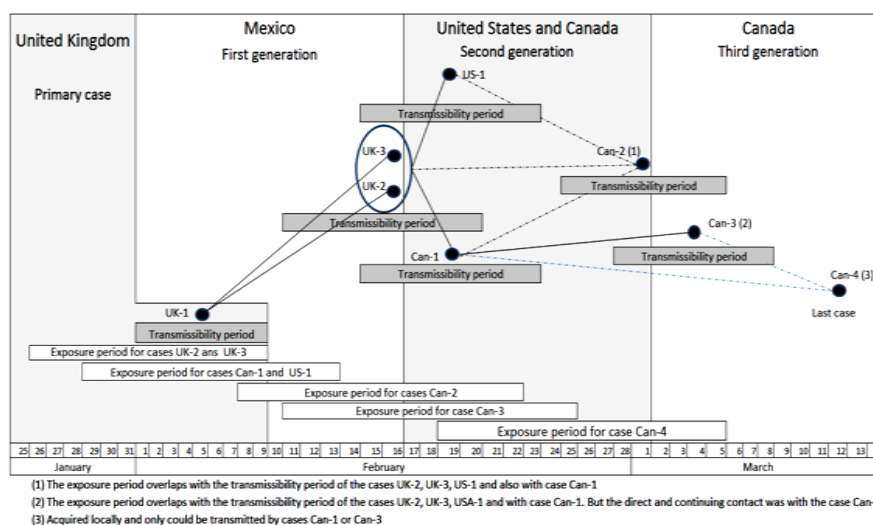 United Kingdom
Mexico
United States and Canada
Canada
First generation
Second generation
Third generation
Primary case
US-1
Transmissibility period
UK-3
Can-2 (1)
UK-2
Transmissibility period
Transmissibility period
Can-3 (2)
Can-1
Transmissibility period
Transmissibility period
Can-4 (3)
UK-1
Last case
Transmissibility period
Exposure period for cases UK-2 ans UK-3
Exposure period for cases Can-1 and US-1
Exposure period for cases Can-2
Exposure period for case Can-3
Exposure period for case Can-4
25 26 27 28 29 30 31 1 2 3 4 5 6 7 8 9 10 11 12 13 14 15 16 17 18 19 20 21 22 23 24 25 26 27 28 1 2 3 4 5 6 7 8 9 10 11 12 13
January February March
(1) The exposure period overlaps with the transmissibility period of the cases UK-2, UK-3, US-1 and also with case Can-1
(2) The exposure period overlaps with the transmissibility period of the cases UK-2, UK-3, USA-1 and with case Can-1. But the direct and continuing contact was with the case Can-
(3) Acquired locally and only could be transmitted by cases Can-1 or Can-3